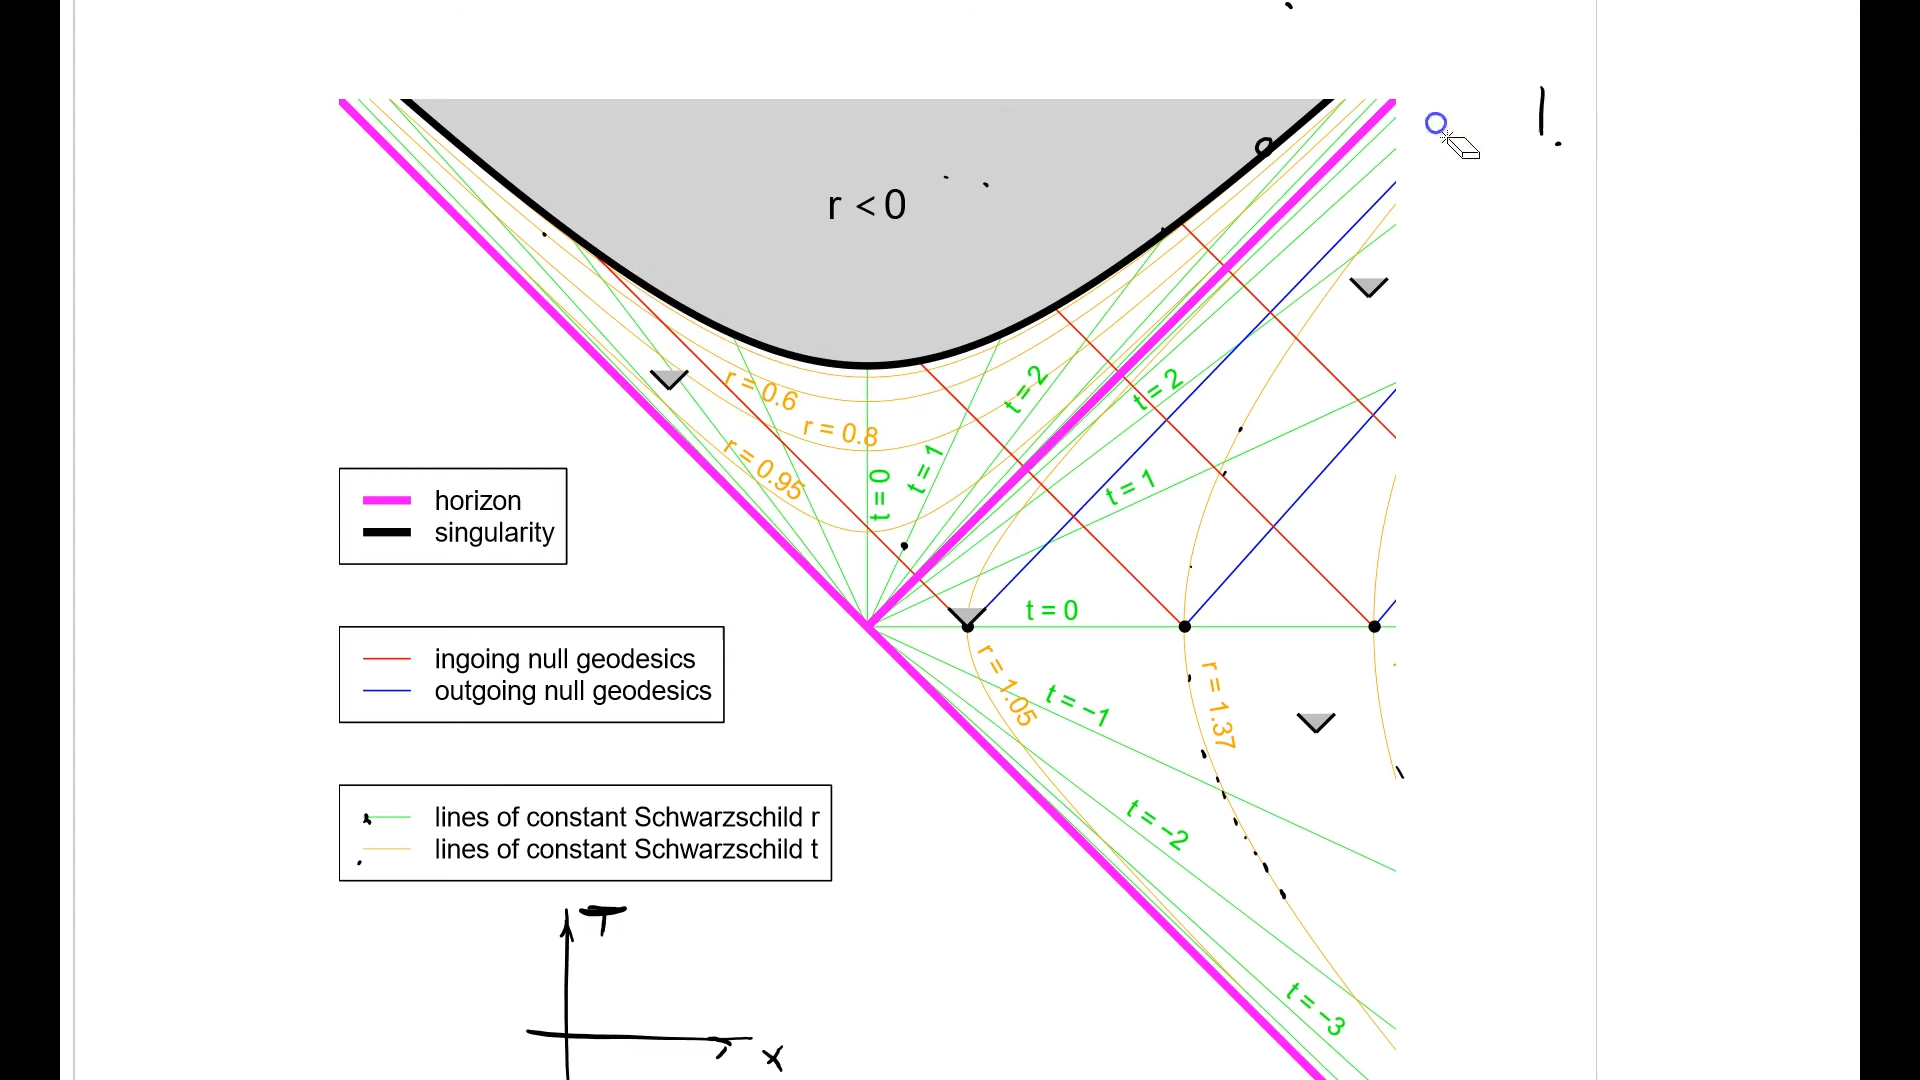 r < 0
r = 0.6
r = 0.8
r = 0.95
t = 0
t = 1
t = 2
t = 2
t = 1
t = 0
r = 1.05
t = −1
r = 1.37
t = −2
t = −3
horizon
singularity
ingoing null geodesics
outgoing null geodesics
lines of constant Schwarzschild r
lines of constant Schwarzschild t
T
x